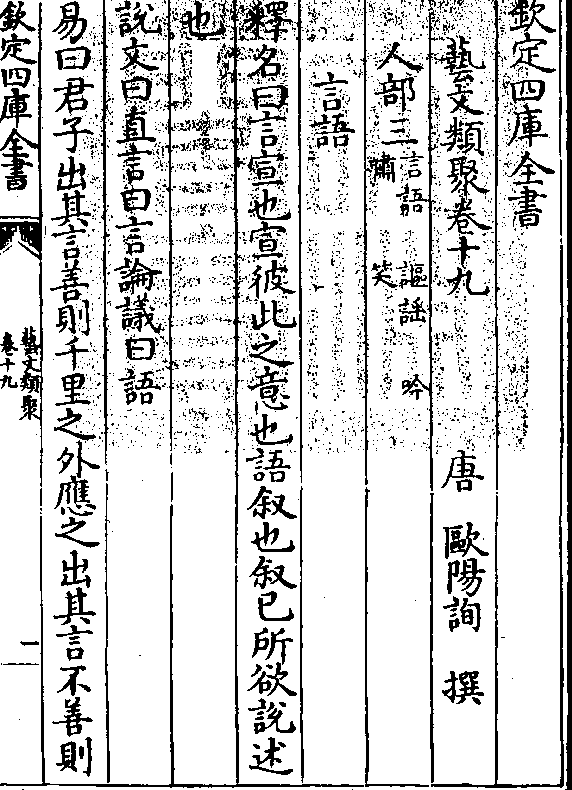 欽定四庫全書
藝文類聚卷十九
唐 歐陽詢 撰
人部三 言語 謳謡 吟
嘯 笑
言語
釋名曰言宣也宣彼此之意也語叙也叙已所欲說述
也
說文曰直言曰言論議曰語
易曰君子出其言善則千里之外應之出其言不善則
欽定四庫全書
藝文類聚
卷十九
一